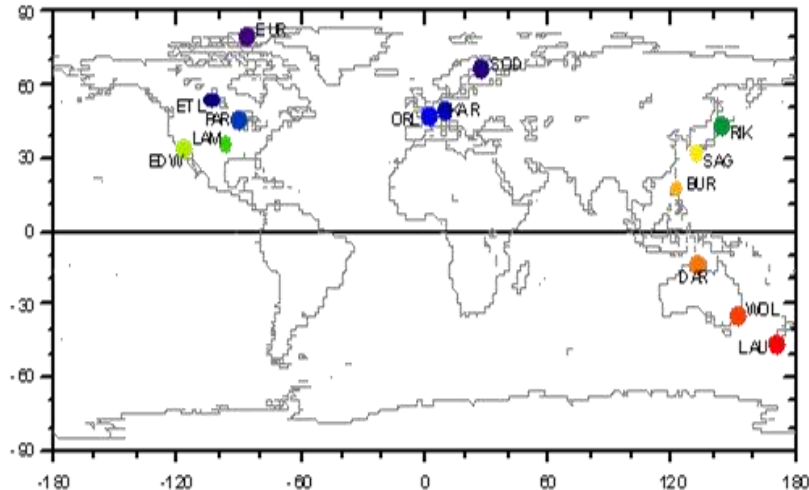 90
EUR
SOD
60
ETL
PAR
ORL
KAR
RIK
LAM
EDW
30
SAG
BUR
0
DAR
-30
WOL
LAU
-60
-90
-180 -120 -60 0 60 120 180